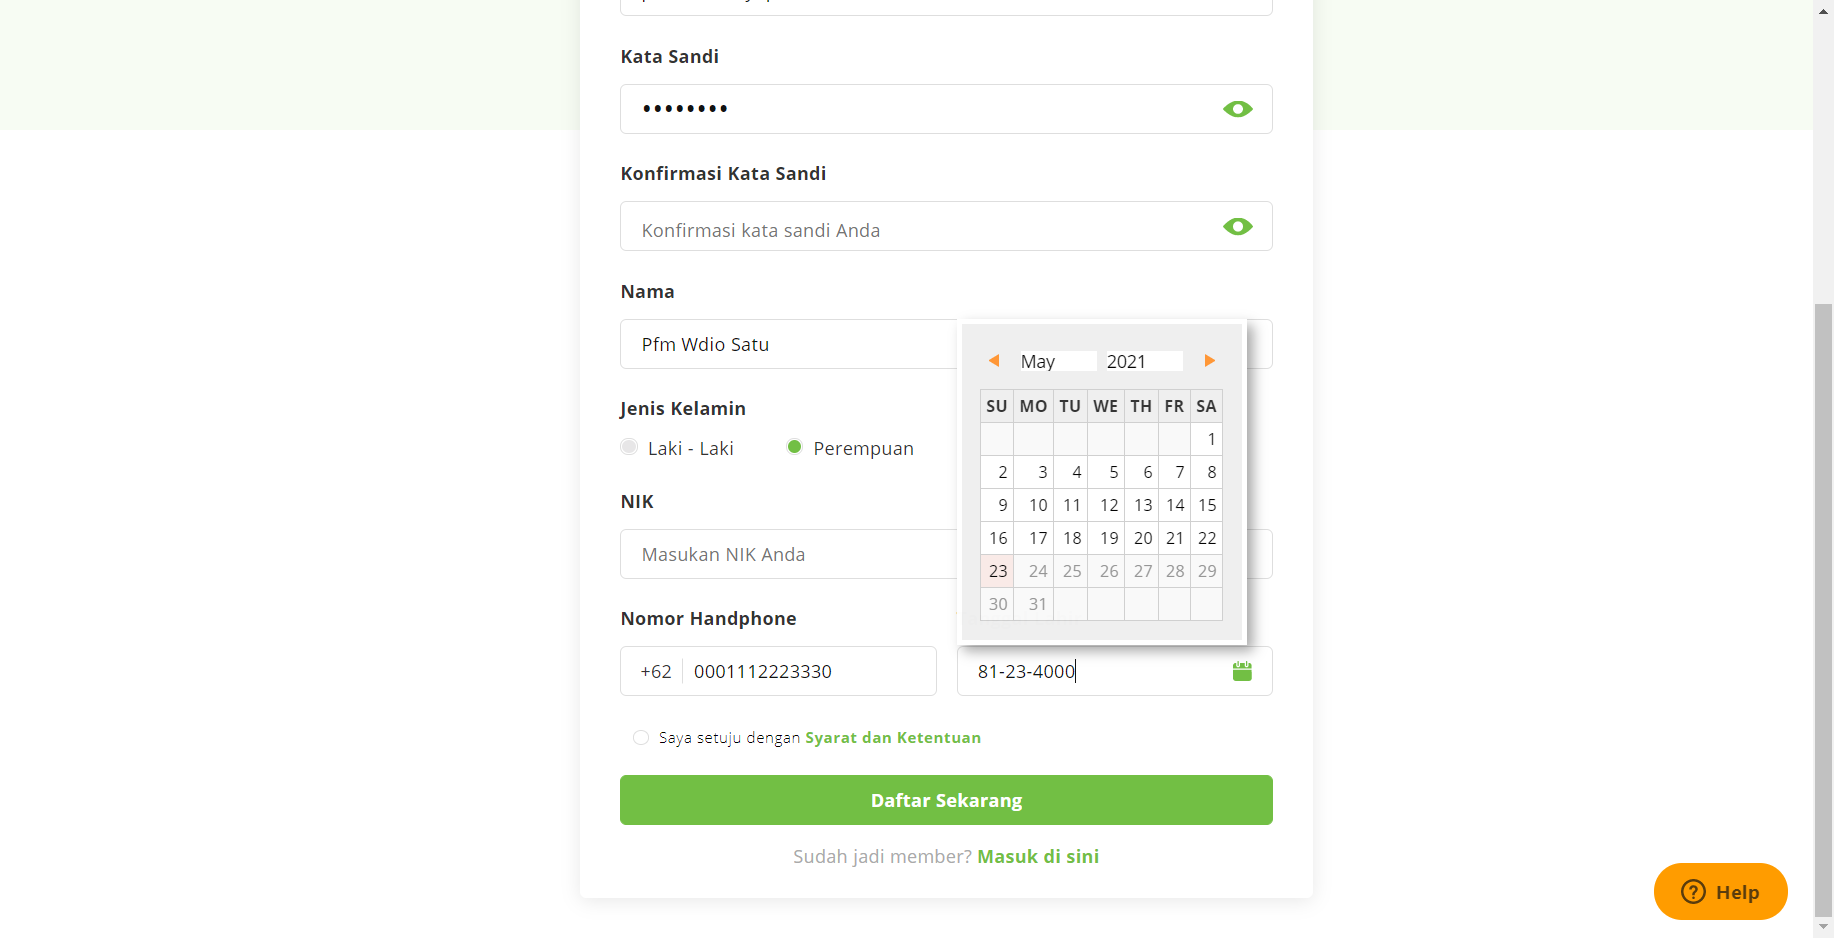 Kata Sandi
••••••••
Konfirmasi Kata Sandi
Konfirmasi kata sandi Anda
Nama
Pfm Wdio Satu
Jenis Kelamin
Laki - Laki Perempuan
NIK
Masukan NIK Anda
May 2021
SU MO TU WE TH FR SA
1
2 3 4 5 6 7 8
9 10 11 12 13 14 15
16 17 18 19 20 21 22
23 24 25 26 27 28 29
30 31
Nomor Handphone
+62 0001112223330
81-23-4000
Saya setuju dengan Syarat dan Ketentuan
Daftar Sekarang
Sudah jadi member? Masuk di sini
Help